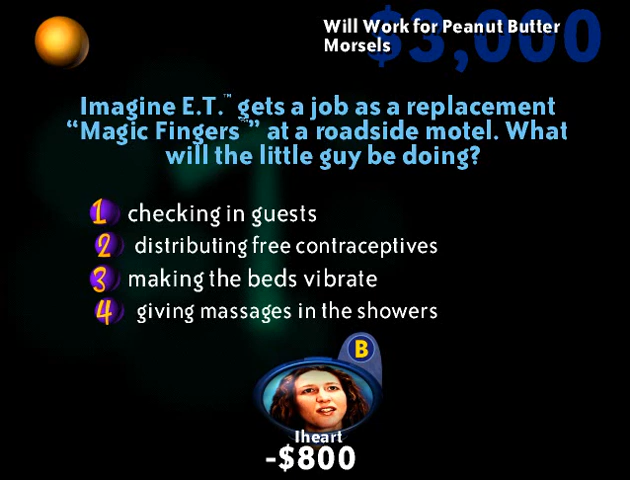 Will Work for Peanut Butter
Morsels
$3,000
Imagine E.T.™ gets a job as a replacement
“Magic Fingers™” at a roadside motel. What
will the little guy be doing?
1 checking in guests
2 distributing free contraceptives
3 making the beds vibrate
4 giving massages in the showers
B
Iheart
-$800